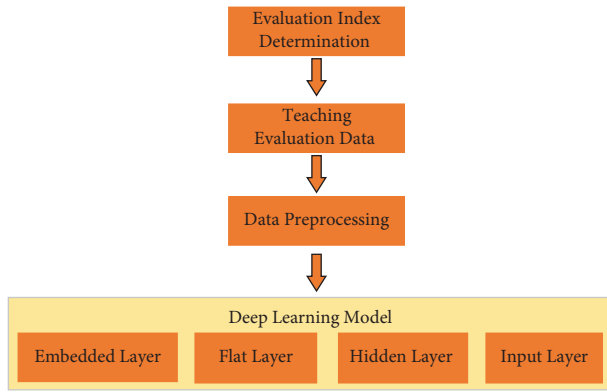 Evaluation Index
Determination
Teaching
Evaluation Data
Data Preprocessing
Deep Learning Model
Embedded Layer
Flat Layer
Hidden Layer
Input Layer